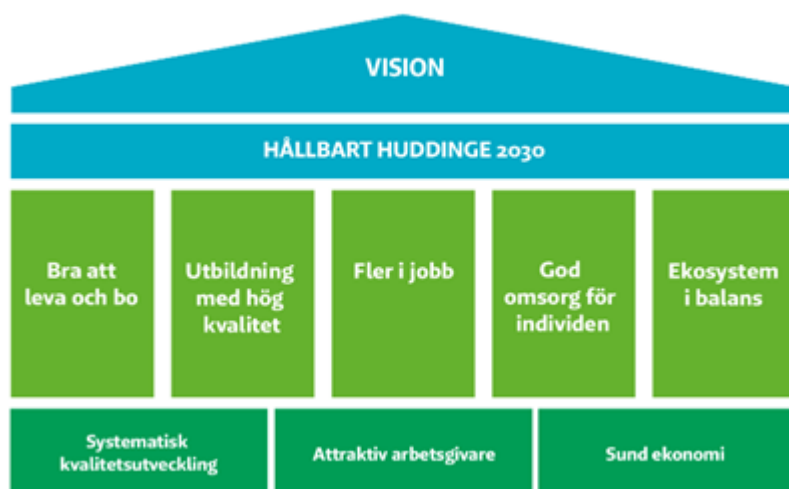 VISION
HÅLLBART HUDDINGE 2030
Bra att
leva och bo
Utbildning
med hög
kvalitet
Fler i jobb
God
omsorg för
individen
Ekosystem
i balans
Systematisk
kvalitetsutveckling
Attraktiv arbetsgivare
Sund ekonomi